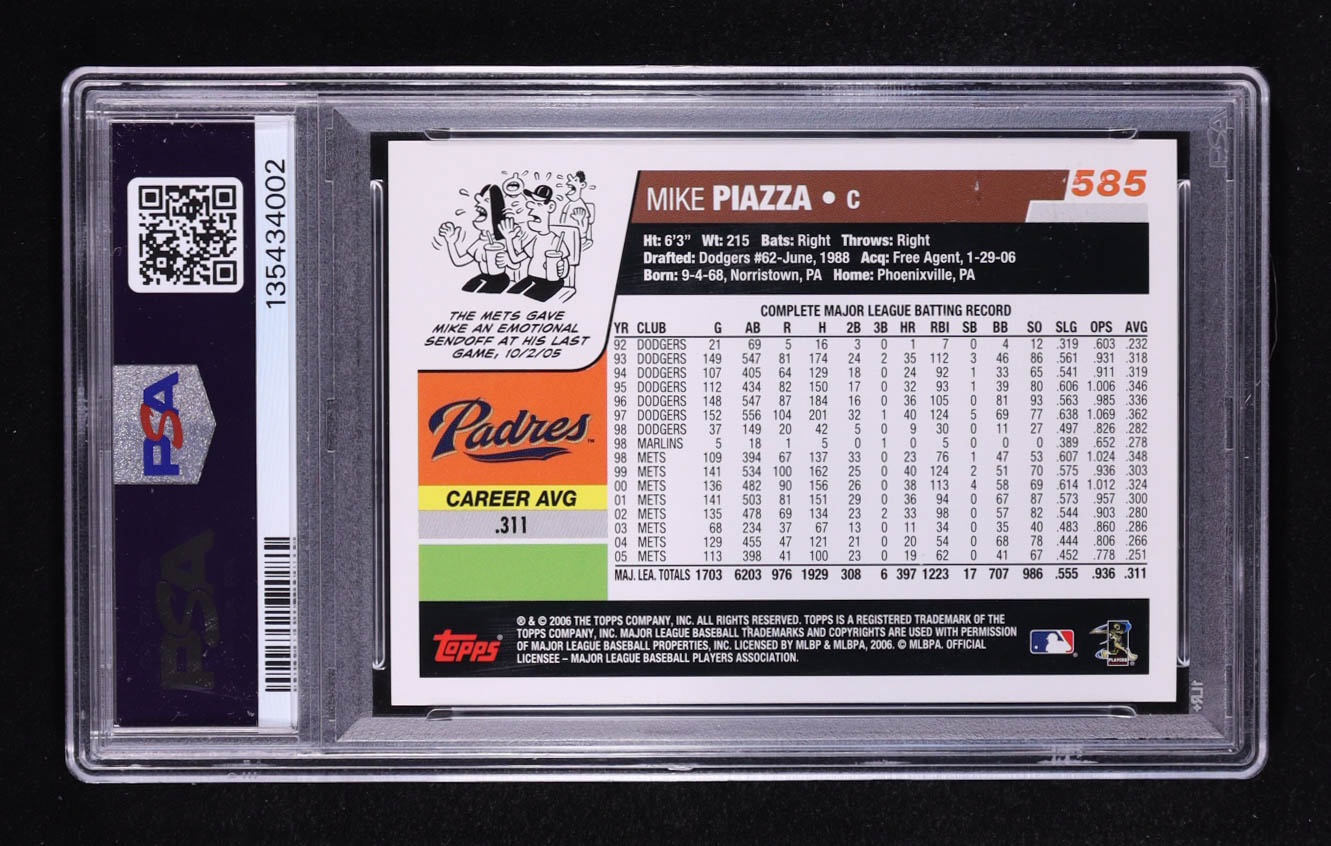 135434002
PSA
PSA
THE METS GAVE
MIKE AN EMOTIONAL
SENDOFF AT HIS LAST
GAME, 10/2/05
Padres™
CAREER AVG
.311
MIKE PIAZZA • C
585
Ht: 6'3" Wt: 215 Bats: Right Throws: Right
Drafted: Dodgers #62-June, 1988 Acq: Free Agent, 1-29-06
Born: 9-4-68, Norristown, PA Home: Phoenixville, PA
COMPLETE MAJOR LEAGUE BATTING RECORD
YR CLUB G AB R H 2B 3B HR RBI SB BB SO SLG OPS AVG
92 DODGERS 21 69 5 16 3 0 1 7 0 4 12 .319 .603 .232
93 DODGERS 149 547 81 174 24 2 35 112 3 46 86 .561 .931 .318
94 DODGERS 107 405 64 129 18 0 24 92 1 33 65 .541 .911 .319
95 DODGERS 112 434 82 150 17 0 32 93 1 39 80 .606 1.006 .346
96 DODGERS 148 547 87 184 16 0 36 105 0 81 93 .563 .985 .336
97 DODGERS 152 556 104 201 32 1 40 124 5 69 77 .638 1.069 .362
98 DODGERS 37 149 20 42 5 0 9 30 0 11 27 .497 .826 .282
98 MARLINS 5 18 1 5 0 1 0 5 0 0 0 .389 .652 .278
98 METS 109 394 67 137 33 0 23 76 1 47 53 .607 1.024 .348
99 METS 141 534 100 162 25 0 40 124 2 51 70 .575 .936 .303
00 METS 136 482 90 156 26 0 38 113 4 58 69 .614 1.012 .324
01 METS 141 503 81 151 29 0 36 94 0 67 87 .573 .957 .300
02 METS 135 478 69 134 23 2 33 98 0 57 82 .544 .903 .280
03 METS 68 234 37 67 13 0 11 34 0 35 40 .483 .860 .286
04 METS 129 455 47 121 21 0 20 54 0 68 78 .444 .806 .266
05 METS 113 398 41 100 23 0 19 62 0 41 67 .452 .778 .251
MAJ. LEA. TOTALS 1703 6203 976 1929 308 6 397 1223 17 707 986 .555 .936 .311
Topps®
® & © 2006 THE TOPPS COMPANY, INC. ALL RIGHTS RESERVED. TOPPS IS A REGISTERED TRADEMARK OF THE
TOPPS COMPANY, INC. MAJOR LEAGUE BASEBALL TRADEMARKS AND COPYRIGHTS ARE USED WITH PERMISSION
OF MAJOR LEAGUE BASEBALL PROPERTIES, INC. LICENSED BY MLBP & MLBPA, 2006. © MLBPA. OFFICIAL
LICENSEE – MAJOR LEAGUE BASEBALL PLAYERS ASSOCIATION.
PLAYERS
PSA